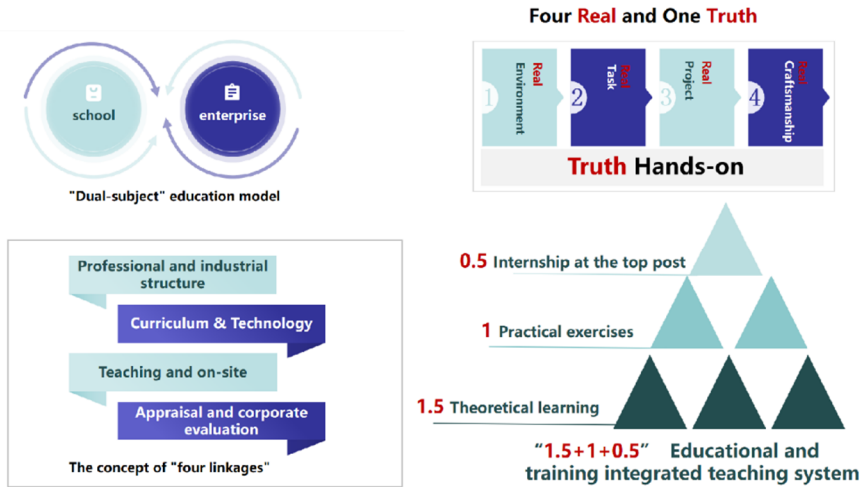 school
enterprise
"Dual-subject" education model
Four Real and One Truth
1
Real
Environment
2
Real
Task
3
Real
Project
4
Real
Craftsmanship
Truth Hands-on
Professional and industrial
structure
Curriculum & Technology
Teaching and on-site
Appraisal and corporate
evaluation
The concept of "four linkages"
0.5 Internship at the top post
1 Practical exercises
1.5 Theoretical learning
“1.5+1+0.5” Educational and
training integrated teaching system